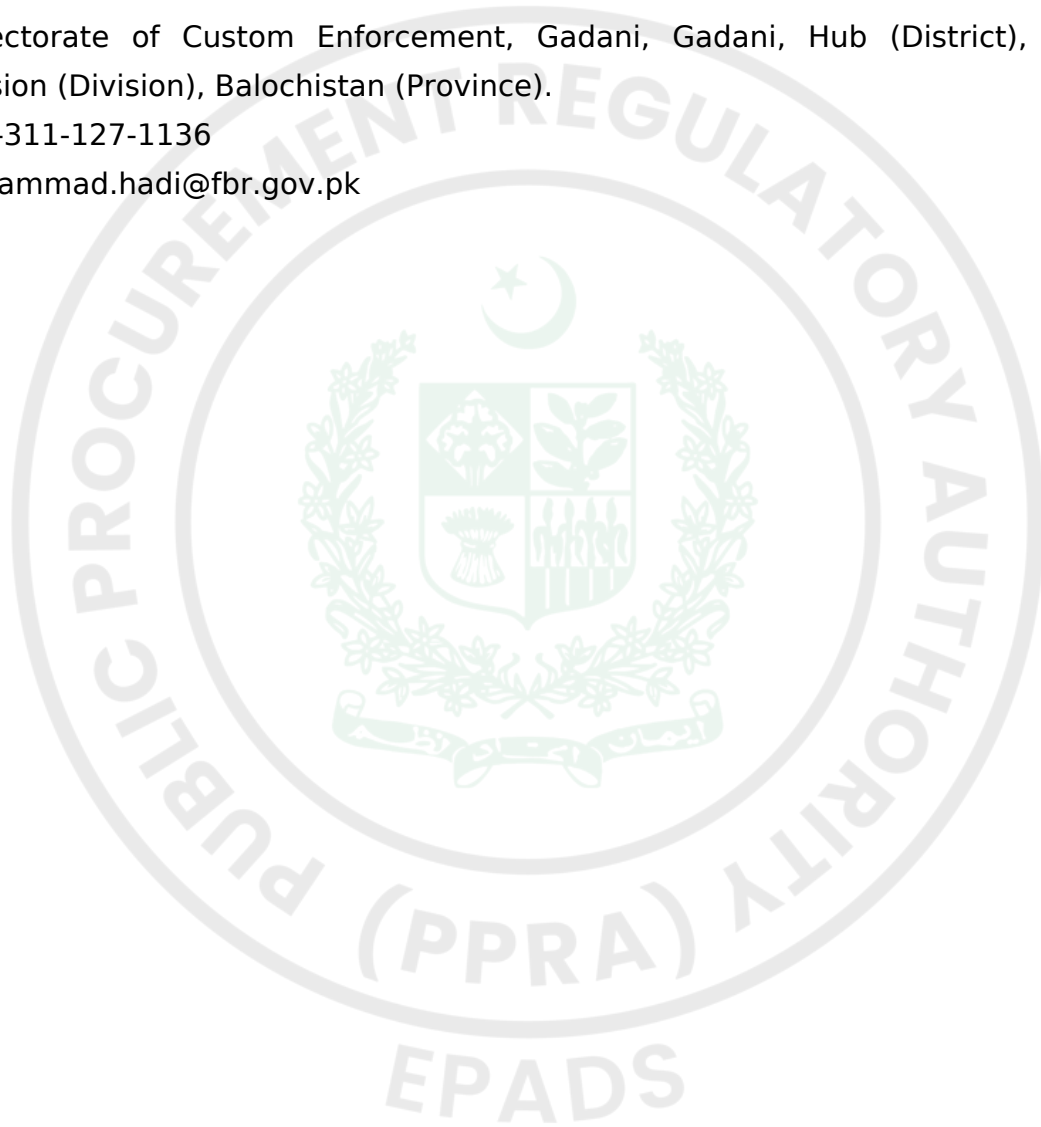 ectorate of Custom Enforcement, Gadani, Gadani, Hub (District),
sion (Division), Balochistan (Province).
-311-127-1136
ammad.hadi@fbr.gov.pk
PUBLIC PROCUREMENT REGULATORY AUTHORITY
(PPRA)
EPADS